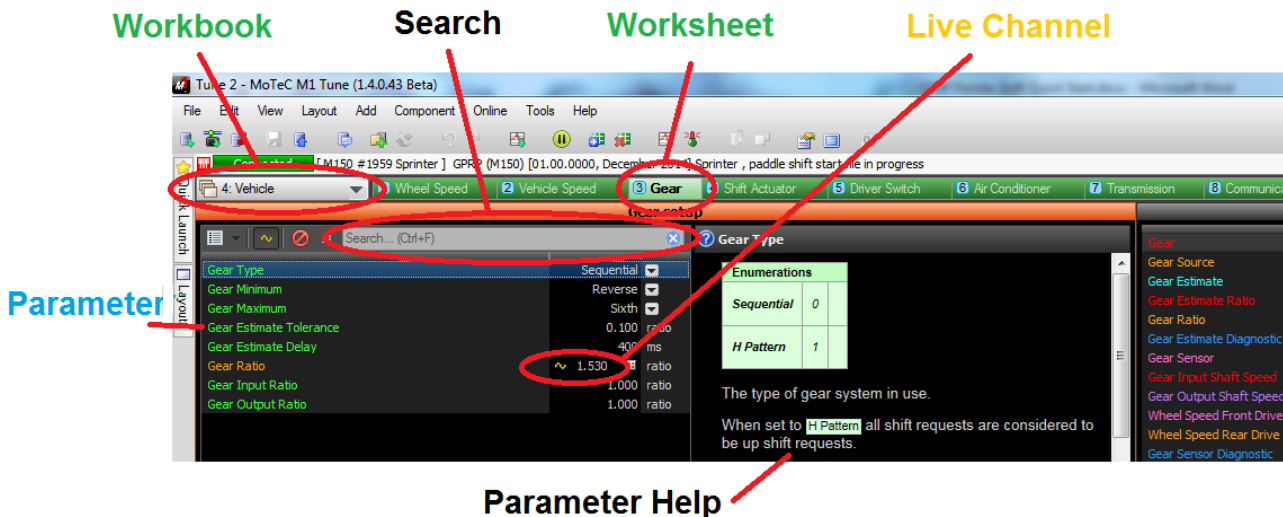 Workbook
Search
Worksheet
Live Channel
Tune 2 - MoTeC M1 Tune (1.4.0.43 Beta)
File Edit View Layout Add Component Online Tools Help
Connected [M150 #1959 Sprinter ] GPRP (M150) [01.00.0000, December 2014] Sprinter , paddle shift start file in progress
Quick Launch
Layout
4: Vehicle
Wheel Speed
2 Vehicle Speed
3 Gear
Shift Actuator
5 Driver Switch
6 Air Conditioner
7 Transmission
8 Communica
Gear setup
Search... (Ctrl+F)
Gear Type Sequential
Gear Minimum Reverse
Gear Maximum Sixth
Gear Estimate Tolerance 0.100 ratio
Gear Estimate Delay 400 ms
Gear Ratio 1.530 ratio
Gear Input Ratio 1.000 ratio
Gear Output Ratio 1.000 ratio
Parameter
? Gear Type
Enumerations
Sequential 0
H Pattern 1
The type of gear system in use.
When set to H Pattern all shift requests are considered to
be up shift requests.
Gear
Gear Source
Gear Estimate
Gear Estimate Ratio
Gear Ratio
Gear Estimate Diagnostic
Gear Sensor
Gear Input Shaft Speed
Gear Output Shaft Speed
Wheel Speed Front Drive
Wheel Speed Rear Drive
Gear Sensor Diagnostic
Parameter Help